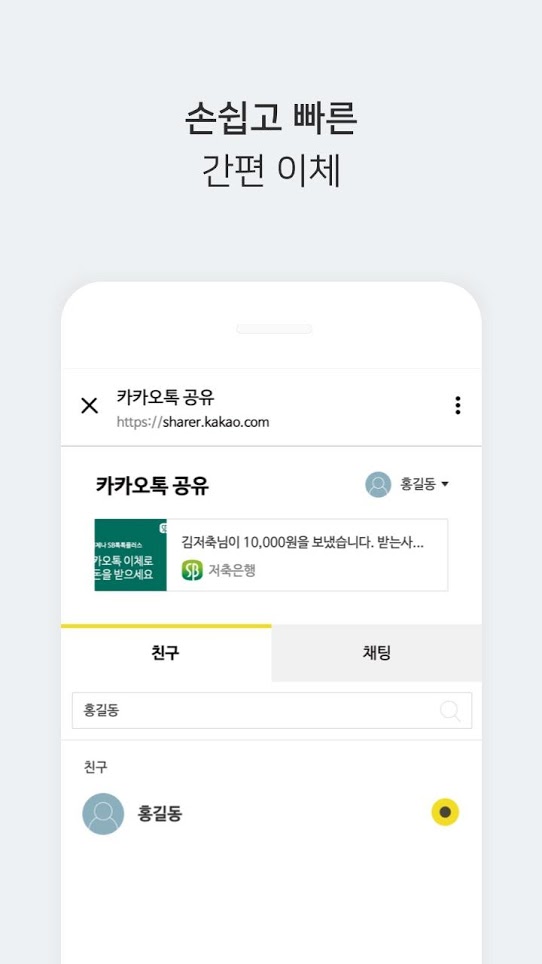 손쉽고 빠른
간편 이체
카카오톡 공유
https://sharer.kakao.com
카카오톡 공유
홍길동
제나 SB톡톡플러스
카오톡 이체로
돈을 받으세요
김저축님이 10,000원을 보냈습니다. 받는사...
SB 저축은행
친구
채팅
홍길동
친구
홍길동